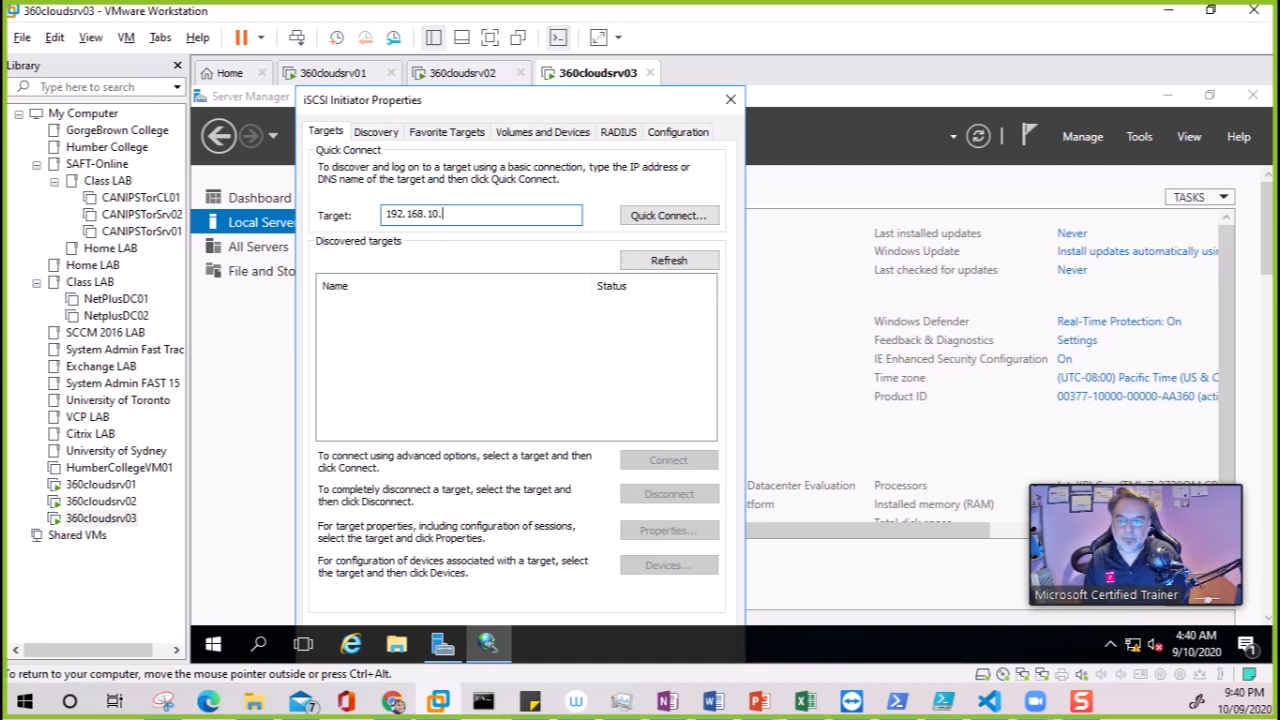 360cloudsrv03 - VMware Workstation
File Edit View VM Tabs Help
Library
Type here to search
My Computer
GorgeBrown College
Humber College
SAFT-Online
Class LAB
CANIPSTorCL01
CANIPSTorSrv02
CANIPSTorSrv01
Home LAB
Home LAB
Class LAB
NetPlusDC01
NetplusDC02
SCCM 2016 LAB
System Admin Fast Trac
Exchange LAB
System Admin FAST 15
University of Toronto
VCP LAB
Citrix LAB
University of Sydney
HumberCollegeVM01
360cloudsrv01
360cloudsrv02
360cloudsrv03
Shared VMs
Home 360cloudsrv01 360cloudsrv02 360cloudsrv03
Server Manager
Manage Tools View Help
Dashboard
Local Serve
All Servers
File and Sto
iSCSI Initiator Properties
Targets Discovery Favorite Targets Volumes and Devices RADIUS Configuration
Quick Connect
To discover and log on to a target using a basic connection, type the IP address or
DNS name of the target and then click Quick Connect.
Target: 192.168.10. Quick Connect...
Discovered targets
Refresh
Name Status
To connect using advanced options, select a target and then
click Connect.
Connect
To completely disconnect a target, select the target and
then click Disconnect.
Disconnect
For target properties, including configuration of sessions,
select the target and click Properties.
Properties...
For configuration of devices associated with a target, select
the target and then click Devices.
Devices...
TASKS
Last installed updates Never
Windows Update Install updates automatically usin
Last checked for updates Never
Windows Defender Real-Time Protection: On
Feedback & Diagnostics Settings
IE Enhanced Security Configuration On
Time zone (UTC-08:00) Pacific Time (US & C
Product ID 00377-10000-00000-AA360 (acti
Datacenter Evaluation Processors
tform Installed memory (RAM)
Microsoft Certified Trainer
4:40 AM
9/10/2020
1
To return to your computer, move the mouse pointer outside or press Ctrl+Alt.
7
9:40 PM
10/09/2020